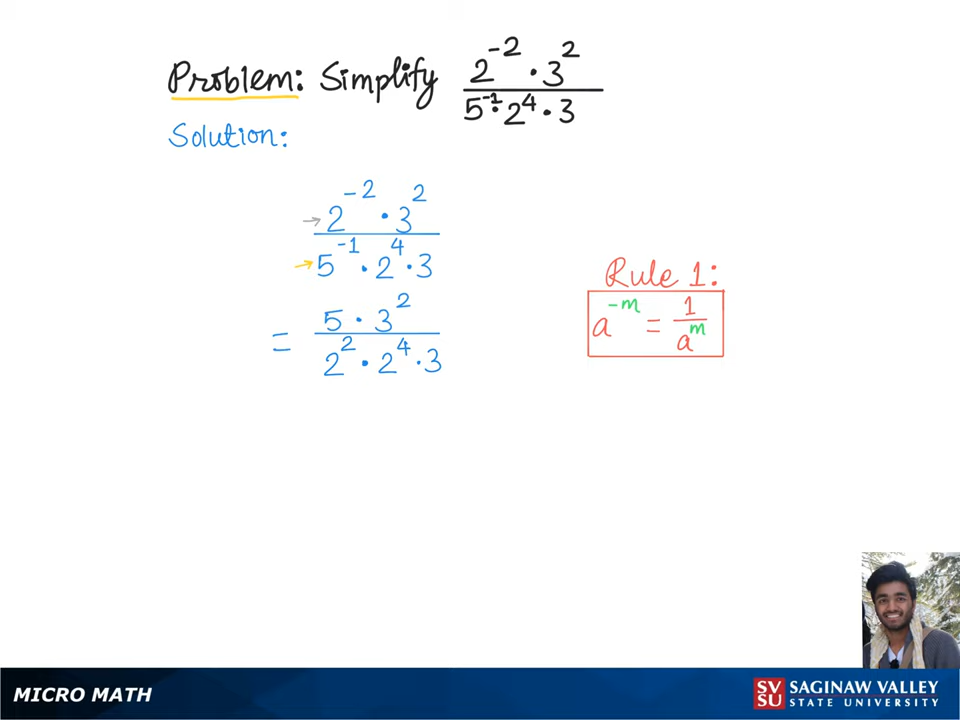 Problem: Simplify 2^-2 · 3^2 / 5^-1 · 2^4 · 3
Solution:
→ 2^-2 · 3^2
→ 5^-1 · 2^4 · 3
= 5 · 3^2 / 2^2 · 2^4 · 3
Rule 1:
a^-m = 1 / a^m
MICRO MATH
SV SU SAGINAW VALLEY
STATE UNIVERSITY